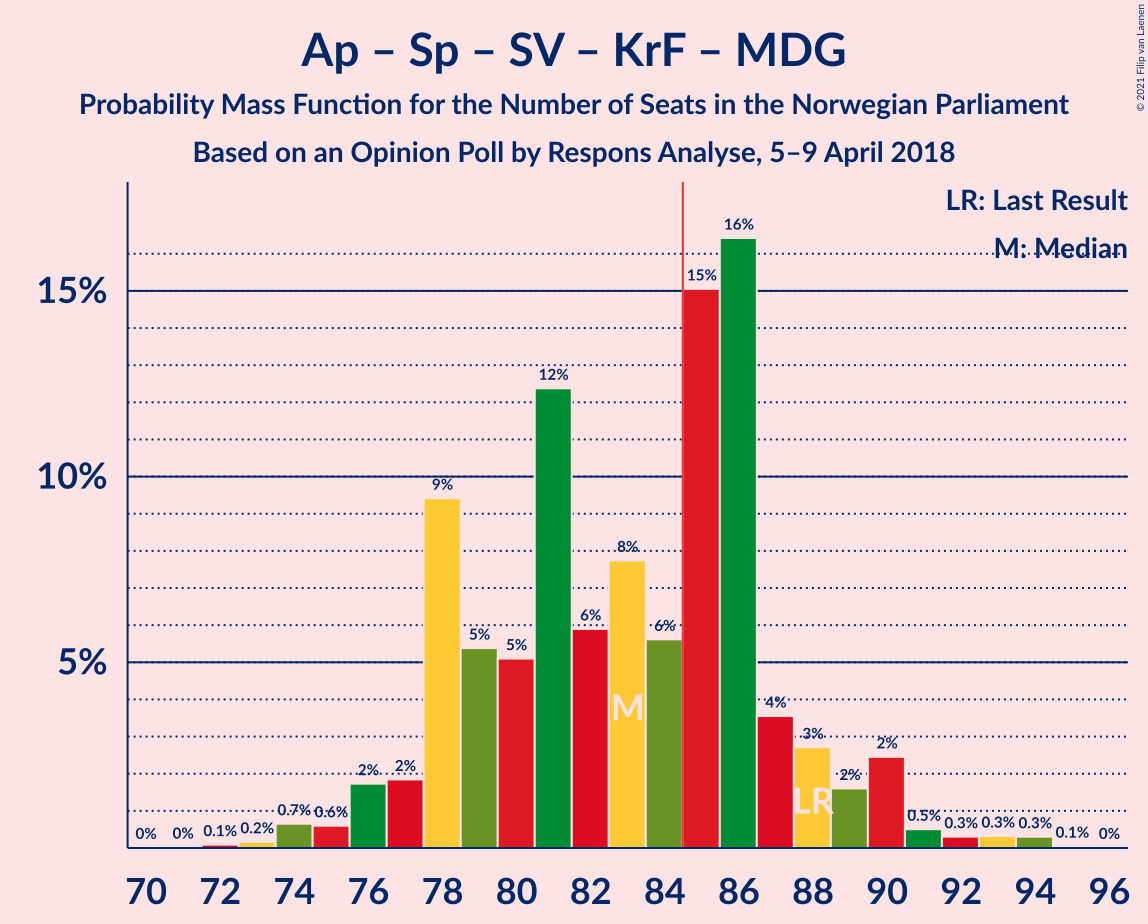 Ap – Sp – SV – KrF – MDG
Probability Mass Function for the Number of Seats in the Norwegian Parliament
Based on an Opinion Poll by Respons Analyse, 5–9 April 2018
© 2021 Filip van Laenen
LR: Last Result
M: Median
15%
10%
5%
0% 0% 0.1% 0.2% 0.7% 0.6% 2% 2% 9% 5% 5% 12% 6% 8% 6% 15% 16% 4% 3% 2% 2% 0.5% 0.3% 0.3% 0.3% 0.1% 0%
M
LR
70 72 74 76 78 80 82 84 86 88 90 92 94 96